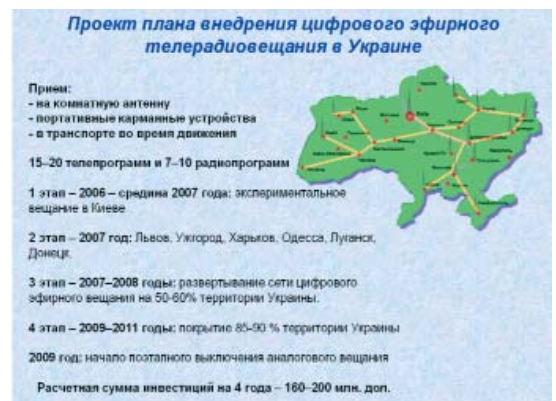 Проект плана внедрения цифрового эфирного
телерадиовещания в Украине
Прием:
- на комнатную антенну
- портативные карманные устройства
- в транспорте во время движения
15–20 телепрограмм и 7–10 радиопрограмм
1 этап – 2006 – средина 2007 года: экспериментальное
вещание в Киеве
2 этап – 2007 год: Львов, Ужгород, Харьков, Одесса, Луганск,
Донецк.
3 этап – 2007–2008 годы: развертывание сети цифрового
эфирного вещания на 50-60% территории Украины.
4 этап – 2009–2011 годы: покрытие 85-90 % территории Украины
2009 год: начало поэтапного выключения аналогового вещания
Расчетная сумма инвестиций на 4 года – 160–200 млн. дол.